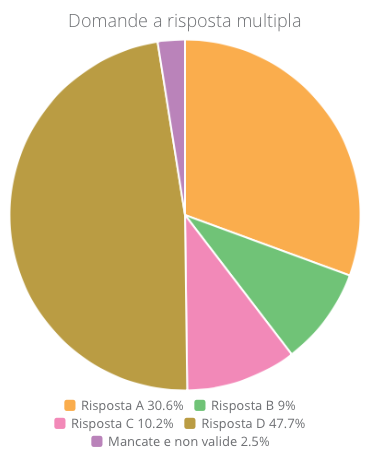 Domande a risposta multipla
Risposta A 30.6% Risposta B 9%
Risposta C 10.2% Risposta D 47.7%
Mancate e non valide 2.5%